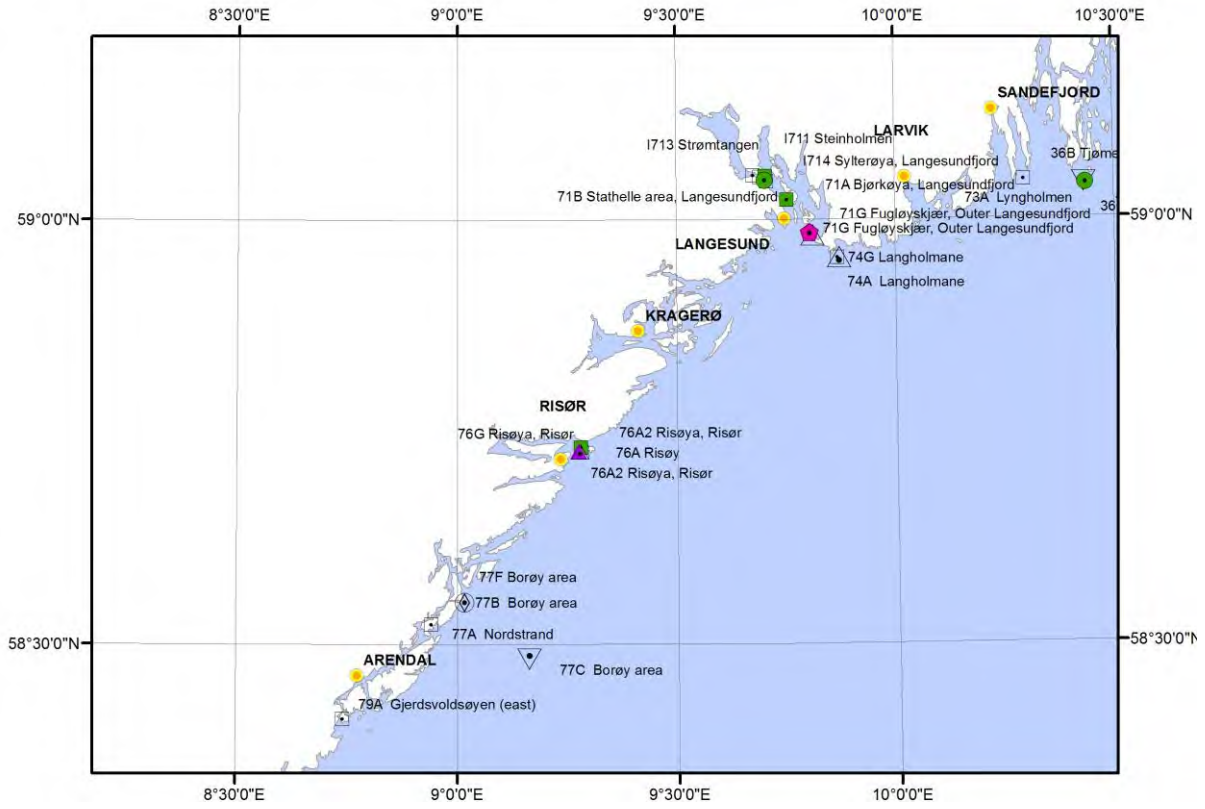 8°30'0"E
9°0'0"E
9°30'0"E
10°0'0"E
10°30'0"E
SANDEFJORD
LARVIK
I711 Steinholmen
I713 Strømtangen
36B Tjøme
I714 Sylterøya, Langesundfjord
71A Bjørkøya, Langesundfjord
71B Stathelle area, Langesundfjord
73A Lyngholmen
36
59°0'0"N
59°0'0"N
71G Fugløyskjær, Outer Langesundfjord
71G Fugløyskjær, Outer Langesundfjord
LANGESUND
74G Langholmane
74A Langholmane
KRAGERØ
RISØR
76G Risøya, Risør
76A2 Risøya, Risør
76A Risøy
76A2 Risøya, Risør
77F Borøy area
77B Borøy area
77A Nordstrand
58°30'0"N
58°30'0"N
ARENDAL
77C Borøy area
79A Gjerdsvoldsøyen (east)
8°30'0"E
9°0'0"E
9°30'0"E
10°0'0"E